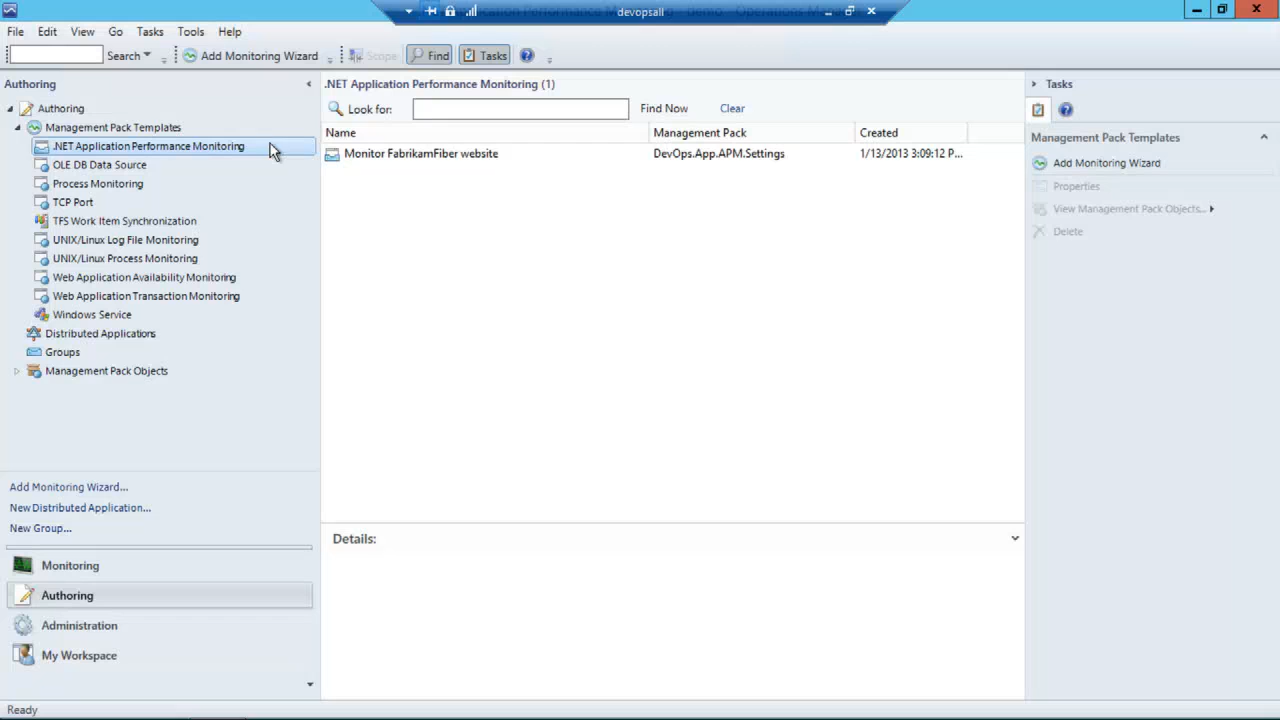 Application Performance Mo... - demo - Operations Mana
devopsall
File Edit View Go Tasks Tools Help
Search Add Monitoring Wizard Scope Find Tasks
Authoring
Authoring
Management Pack Templates
.NET Application Performance Monitoring
OLE DB Data Source
Process Monitoring
TCP Port
TFS Work Item Synchronization
UNIX/Linux Log File Monitoring
UNIX/Linux Process Monitoring
Web Application Availability Monitoring
Web Application Transaction Monitoring
Windows Service
Distributed Applications
Groups
Management Pack Objects
Add Monitoring Wizard...
New Distributed Application...
New Group...
Monitoring
Authoring
Administration
My Workspace
.NET Application Performance Monitoring (1)
Look for: Find Now Clear
Name Management Pack Created
Monitor FabrikamFiber website DevOps.App.APM.Settings 1/13/2013 3:09:12 P...
Details:
Tasks
Management Pack Templates
Add Monitoring Wizard
Properties
View Management Pack Objects...
Delete
Ready